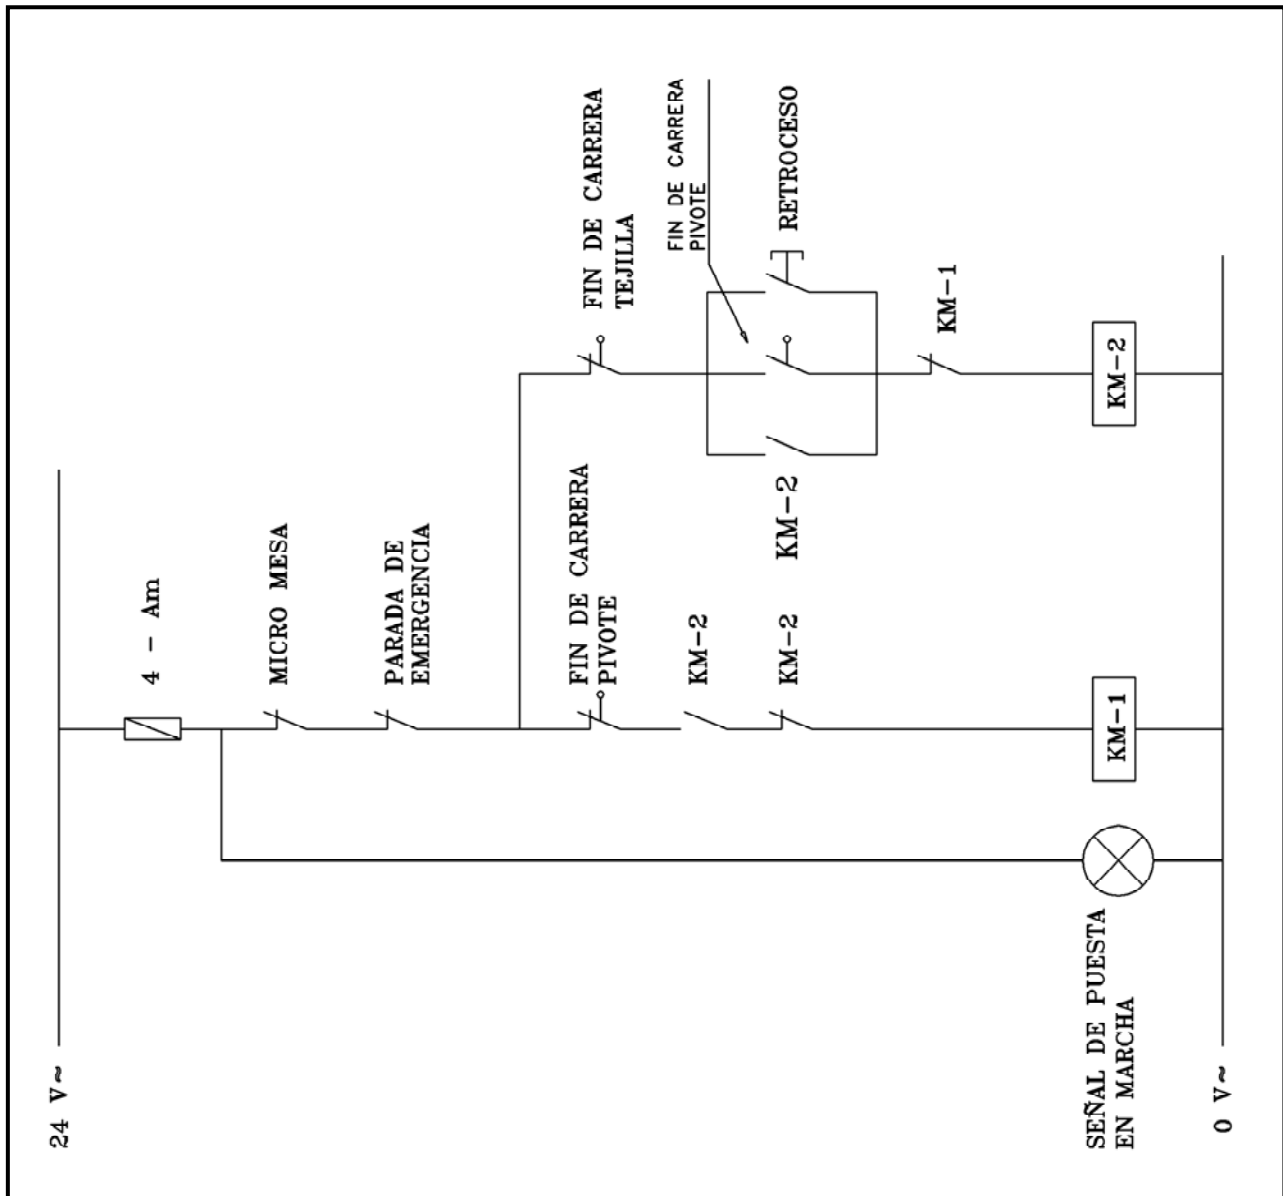 24 V~
4 - Am
MICRO MESA
PARADA DE
EMERGENCIA
FIN DE CARRERA
TEJILLA
FIN DE CARRERA
PIVOTE
RETROCESO
FIN DE CARRERA
PIVOTE
KM-2
KM-2
KM-2
KM-1
KM-1
KM-2
SEÑAL DE PUESTA
EN MARCHA
0 V~